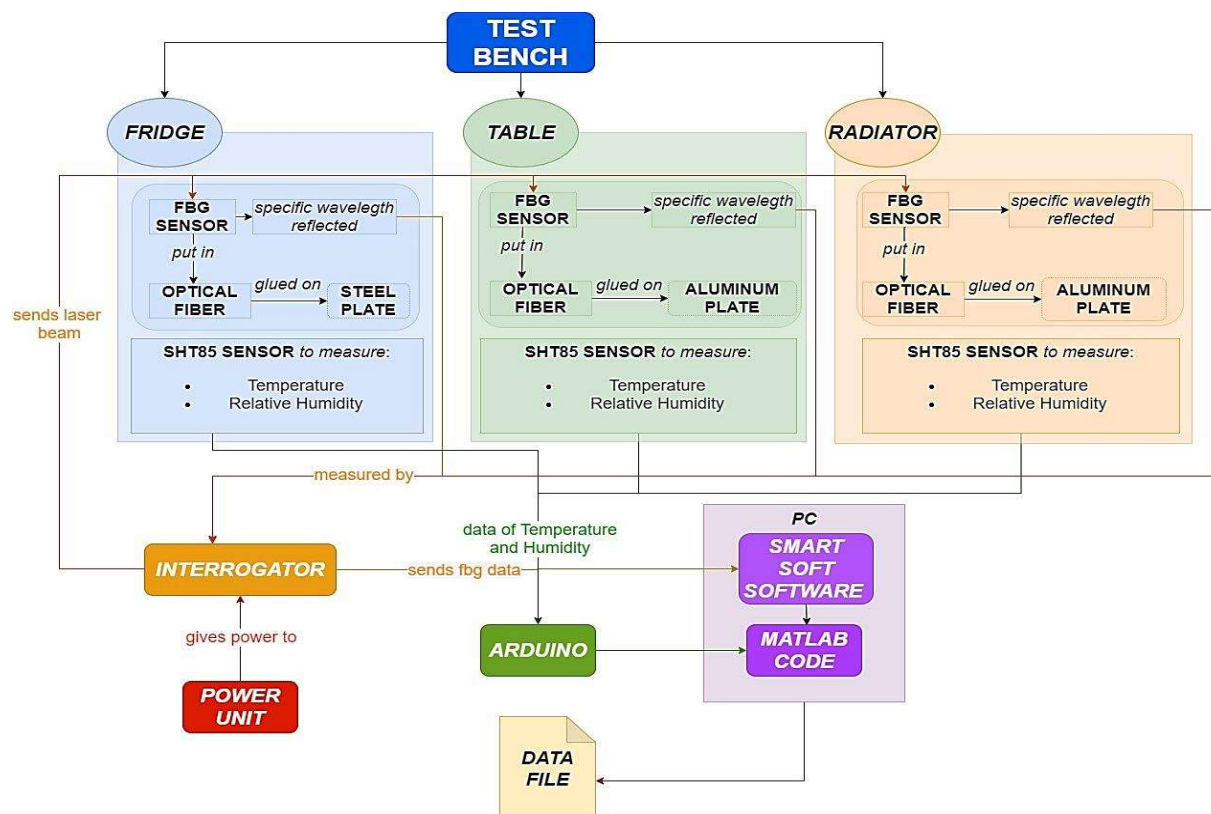 TEST
BENCH
FRIDGE
TABLE
RADIATOR
FBG
SENSOR
specific wavelegth
reflected
put in
OPTICAL
FIBER
glued on
STEEL
PLATE
SHT85 SENSOR to measure:
• Temperature
• Relative Humidity
FBG
SENSOR
specific wavelegth
reflected
put in
OPTICAL
FIBER
glued on
ALUMINUM
PLATE
SHT85 SENSOR to measure:
• Temperature
• Relative Humidity
FBG
SENSOR
specific wavelegth
reflected
put in
OPTICAL
FIBER
glued on
ALUMINUM
PLATE
SHT85 SENSOR to measure:
• Temperature
• Relative Humidity
sends laser
beam
measured by
data of Temperature
and Humidity
PC
SMART
SOFT
SOFTWARE
INTERROGATOR
sends fbg data
gives power to
ARDUINO
MATLAB
CODE
POWER
UNIT
DATA
FILE